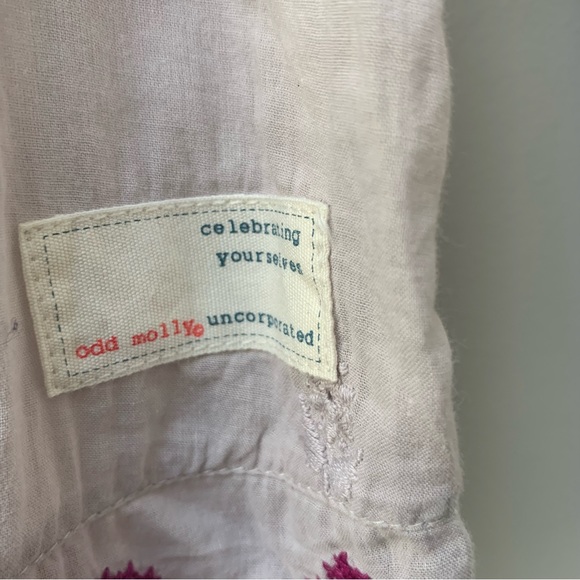 celebrating
yourselves
odd molly© uncorporated